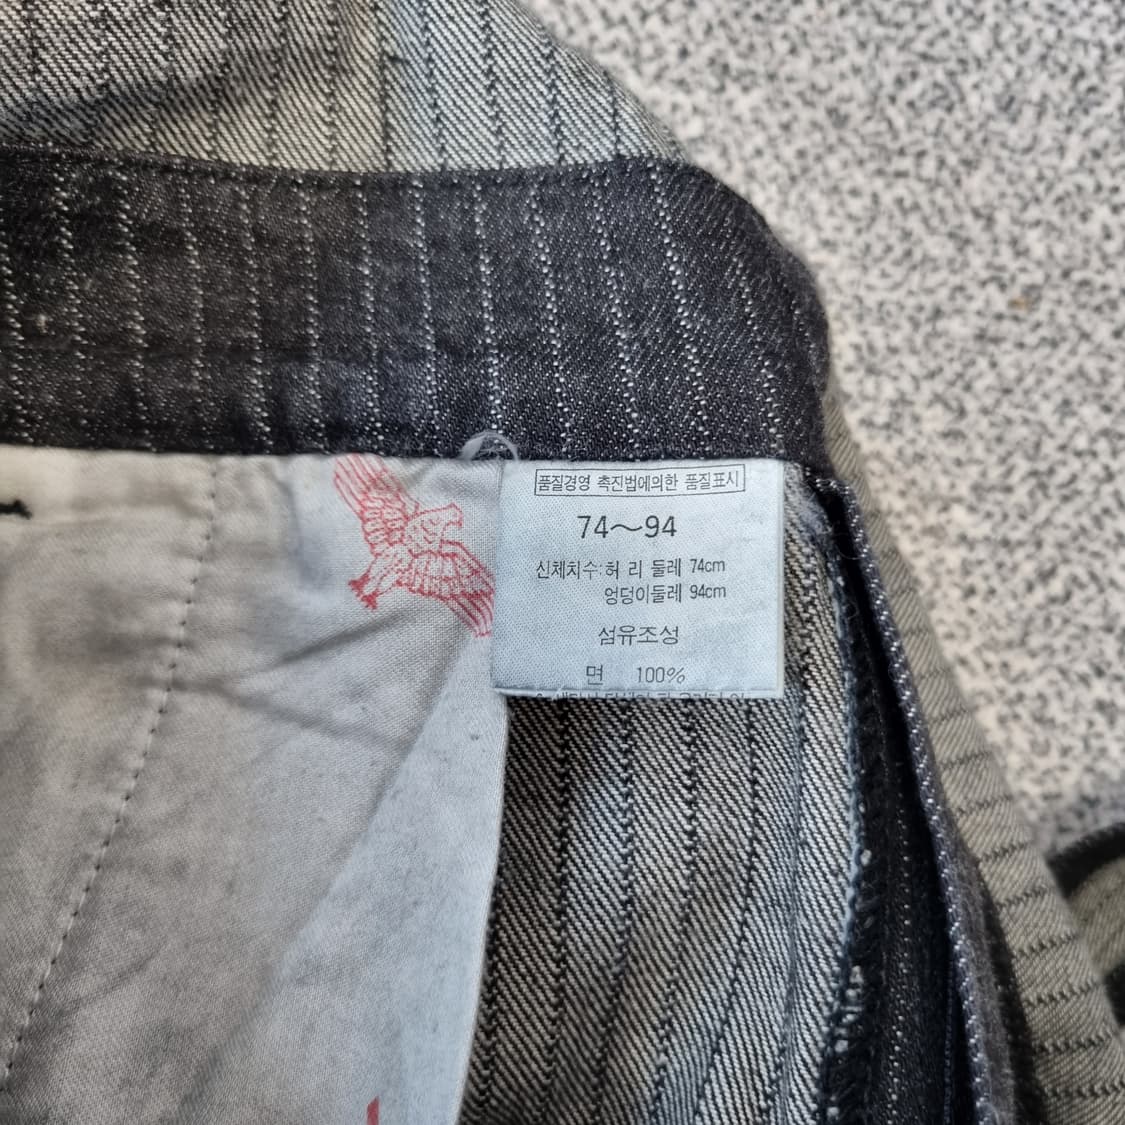 품질경영 촉진법에의한 품질표시
74~94
신체치수:허 리 둘레 74cm
엉덩이둘레 94cm
섬유조성
면 100%